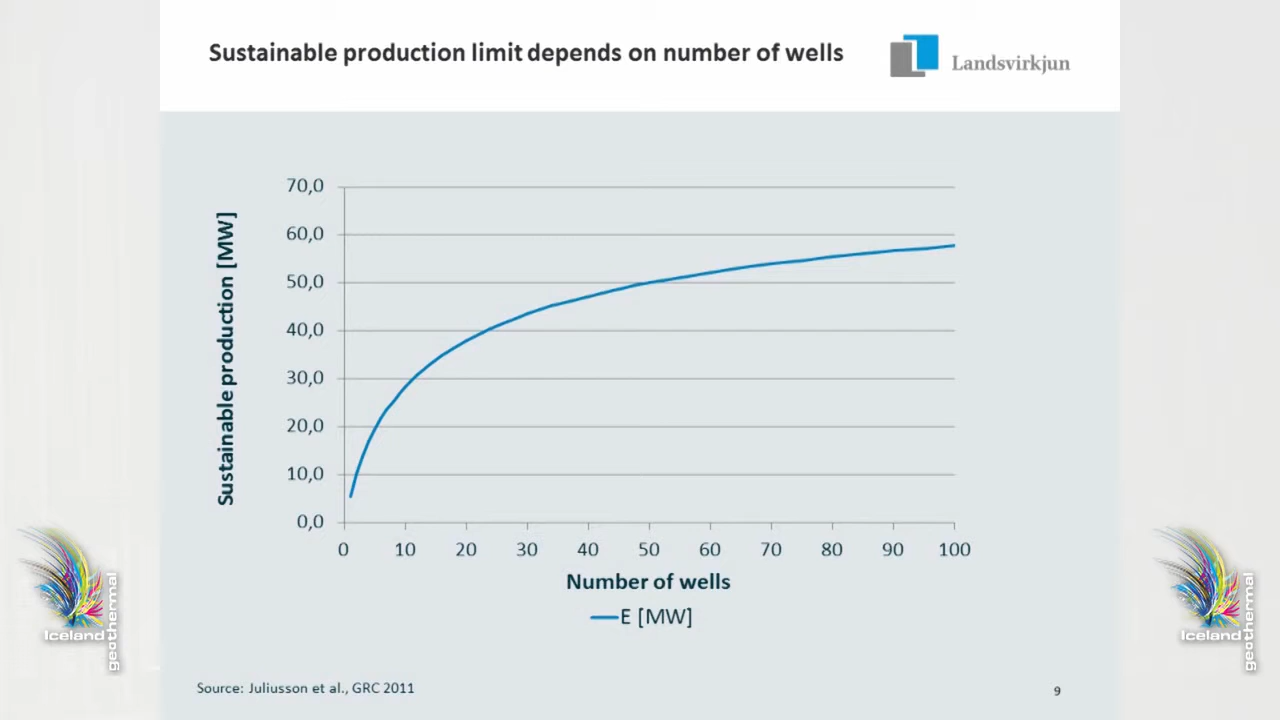 Sustainable production limit depends on number of wells
Landsvirkjun
70,0
60,0
50,0
40,0
30,0
20,0
10,0
0,0
Sustainable production [MW]
0 10 20 30 40 50 60 70 80 90 100
Number of wells
E [MW]
Iceland
geothermal
Iceland
geothermal
Source: Juliusson et al., GRC 2011
9